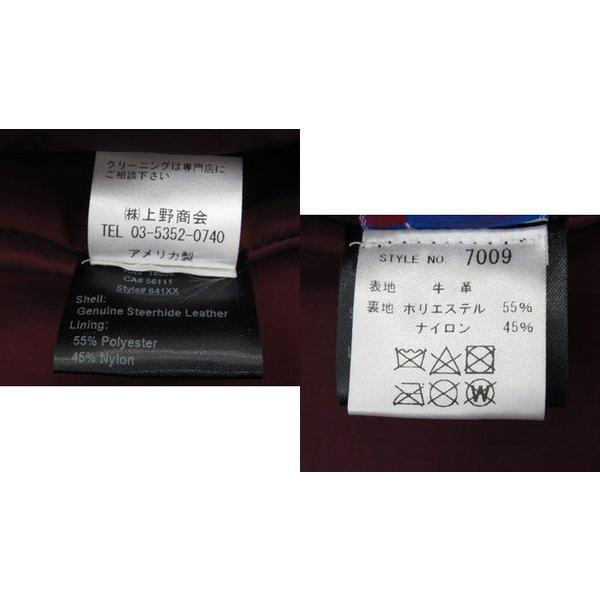 クリーニングは専門店に
ご相談下さい
(株)上野商会
TEL 03-5352-0740
アメリカ製
CA# 56111
Style# 641XX
Shell:
Genuine Steerhide Leather
Lining:
55% Polyester
45% Nylon
STYLE NO 7009
表地 牛革
裏地 ポリエステル 55%
ナイロン 45%
W